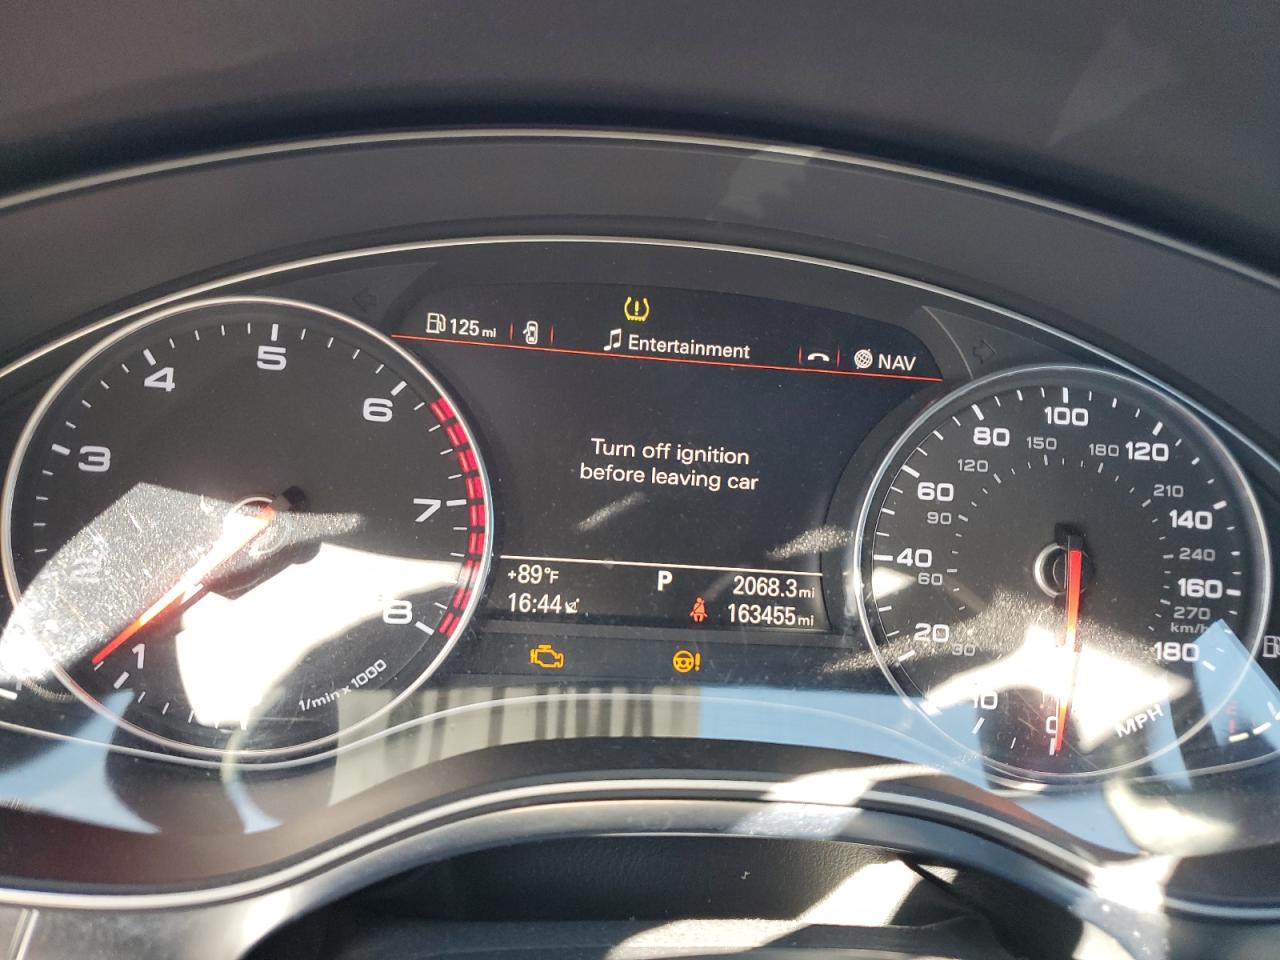 125 mi
Entertainment
NAV
Turn off ignition
before leaving car
+89°F
P
2068.3 mi
16:44
163455 mi
1
3
4
5
6
7
8
1/min x 1000
0
10
20
40
60
80
100
120
140
160
180
30
60
90
120
150
180
210
240
270
km/h
MPH